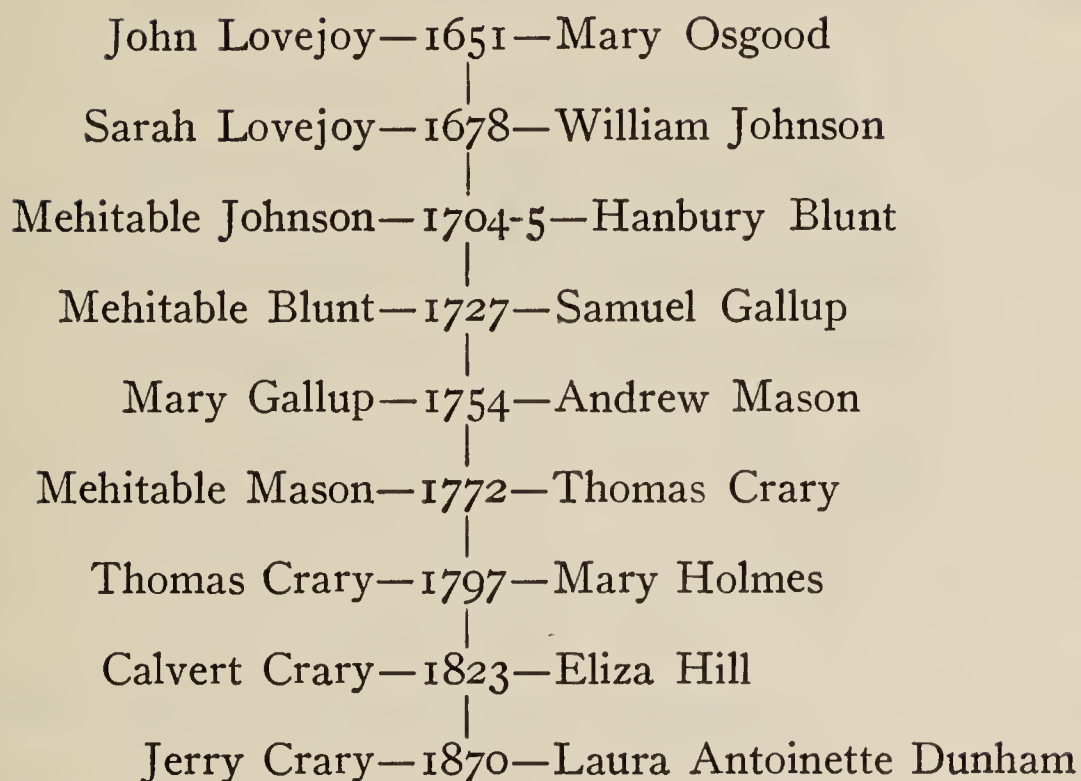 John Lovejoy—1651—Mary Osgood
Sarah Lovejoy—1678—William Johnson
Mehitable Johnson—1704-5—Hanbury Blunt
Mehitable Blunt—1727—Samuel Gallup
Mary Gallup—1754—Andrew Mason
Mehitable Mason—1772—Thomas Crary
Thomas Crary—1797—Mary Holmes
Calvert Crary—1823—Eliza Hill
Jerry Crary—1870—Laura Antoinette Dunham